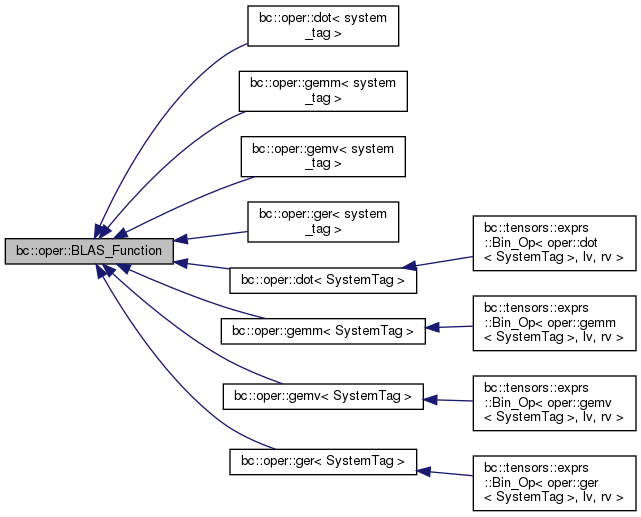 bc::oper::dot< system
_tag >
bc::oper::gemm< system
_tag >
bc::oper::gemv< system
_tag >
bc::oper::ger< system
_tag >
bc::oper::BLAS_Function
bc::oper::dot< SystemTag >
bc::tensors::exprs
::Bin_Op< oper::dot
< SystemTag >, lv, rv >
bc::oper::gemm< SystemTag >
bc::tensors::exprs
::Bin_Op< oper::gemm
< SystemTag >, lv, rv >
bc::oper::gemv< SystemTag >
bc::tensors::exprs
::Bin_Op< oper::gemv
< SystemTag >, lv, rv >
bc::oper::ger< SystemTag >
bc::tensors::exprs
::Bin_Op< oper::ger
< SystemTag >, lv, rv >